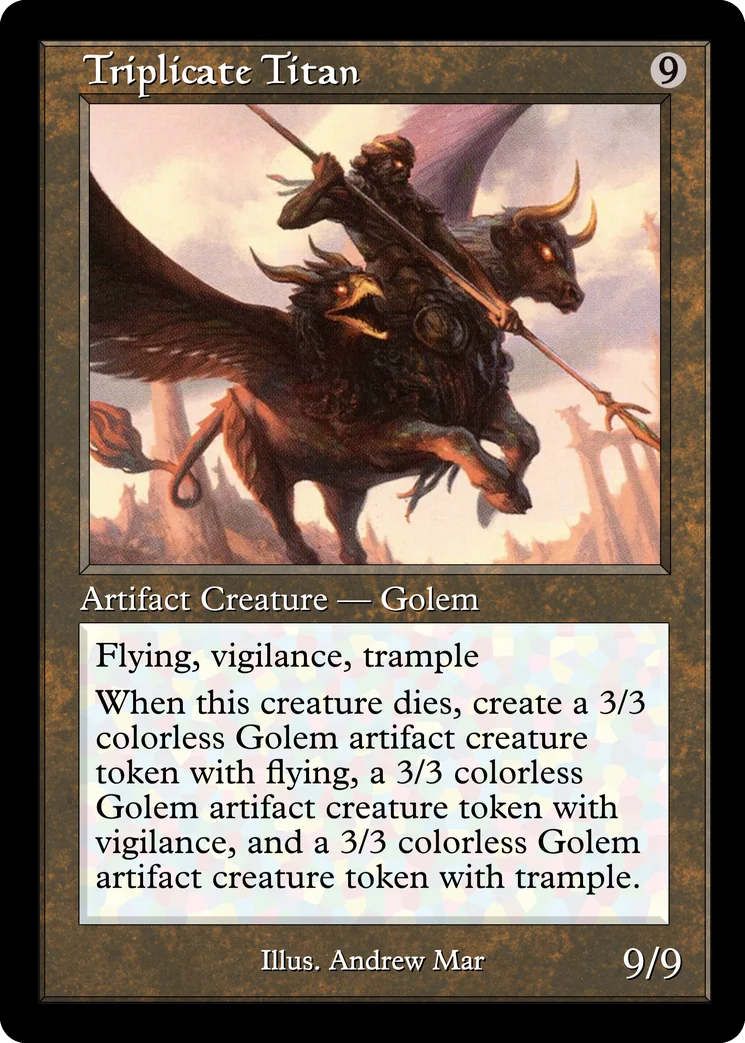 Triplicate Titan 9
Artifact Creature — Golem
Flying, vigilance, trample
When this creature dies, create a 3/3
colorless Golem artifact creature
token with flying, a 3/3 colorless
Golem artifact creature token with
vigilance, and a 3/3 colorless Golem
artifact creature token with trample.
Illus. Andrew Mar
9/9